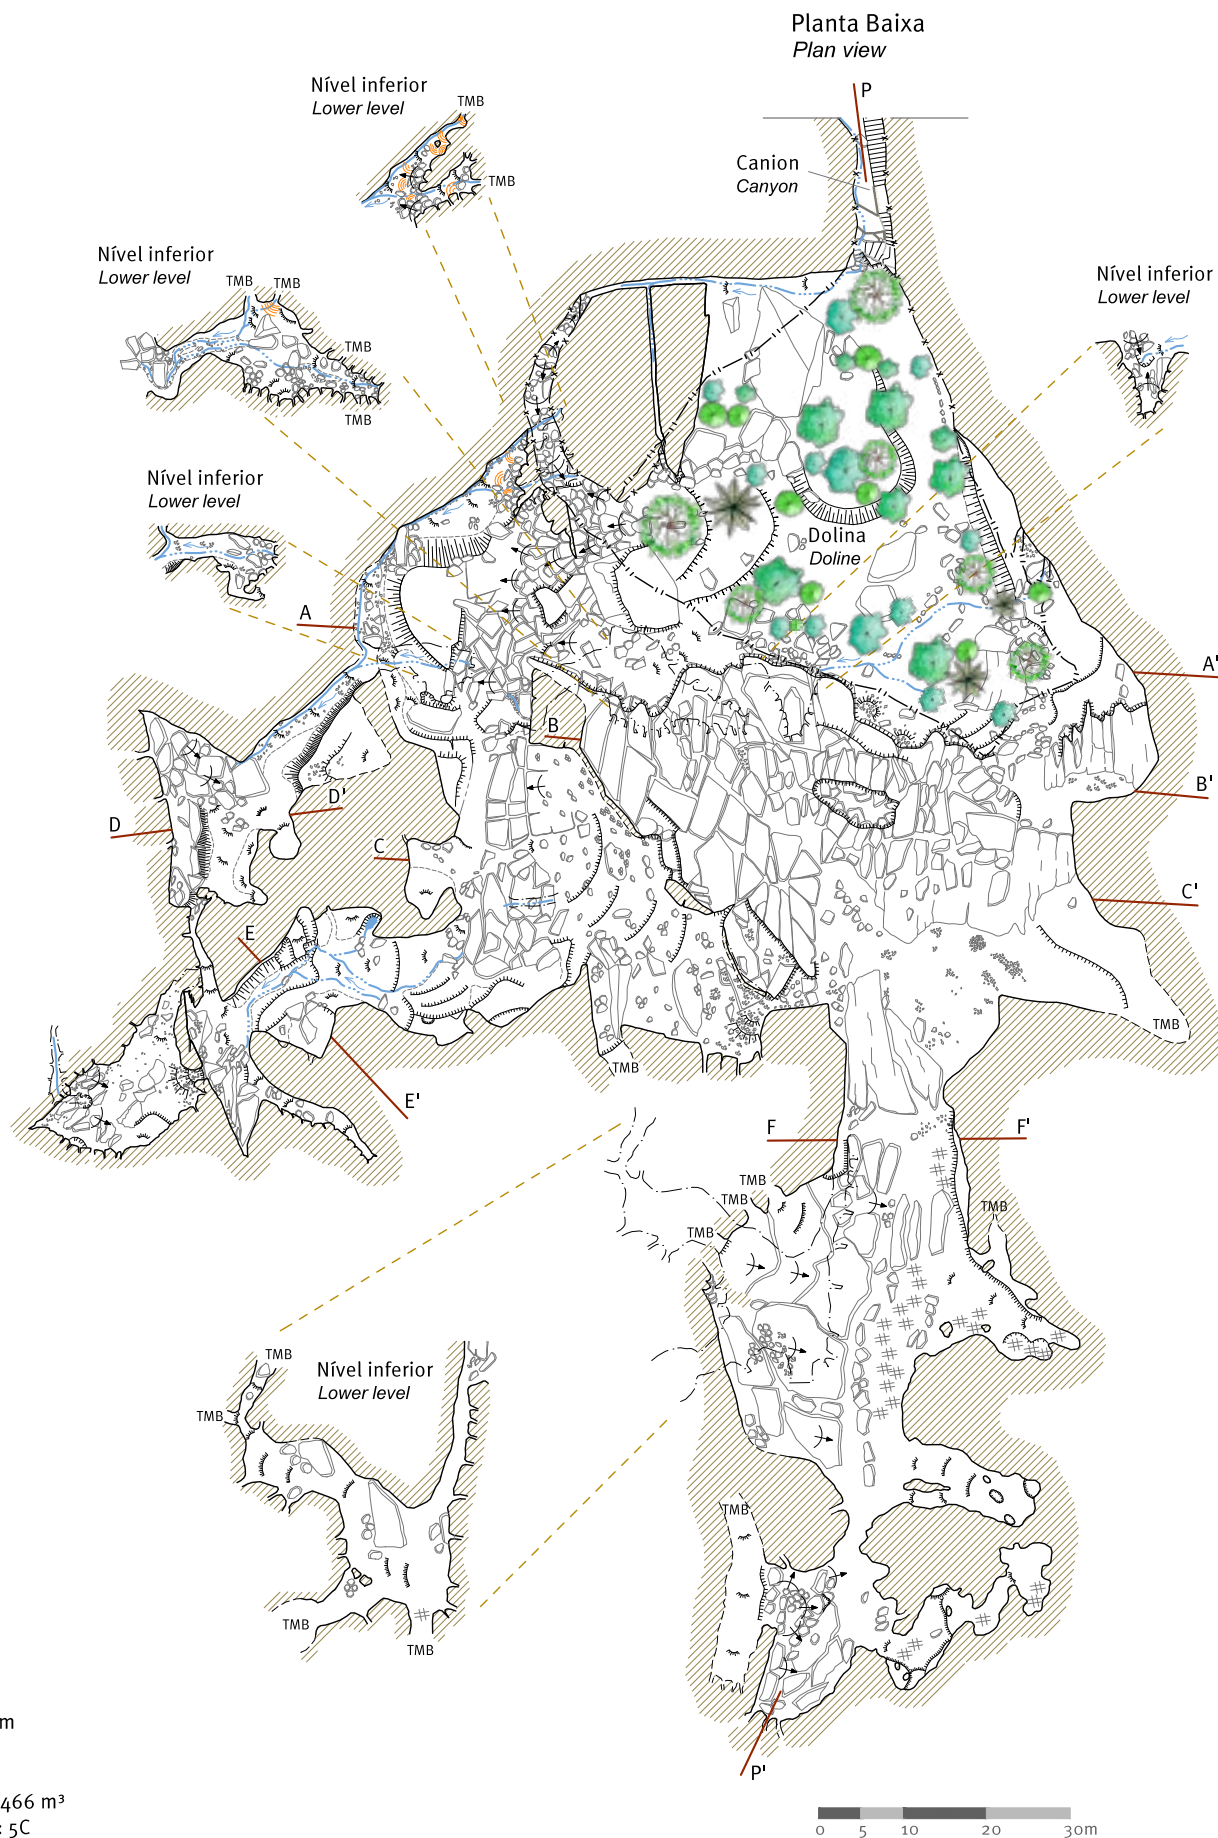 Planta Baixa
Plan view
Nível inferior
Lower level
TMB
TMB
P
Canion
Canyon
Nível inferior
Lower level
TMB
TMB
TMB
TMB
Nível inferior
Lower level
Nível inferior
Lower level
Dolina
Doline
A
A'
B
B'
D'
D
C
C'
E
TMB
TMB
E'
F
F'
TMB
TMB
TMB
TMB
Nível inferior
Lower level
TMB
TMB
TMB
TMB
TMB
P'
m
466 m³
: 5C
0 5 10 20 30m